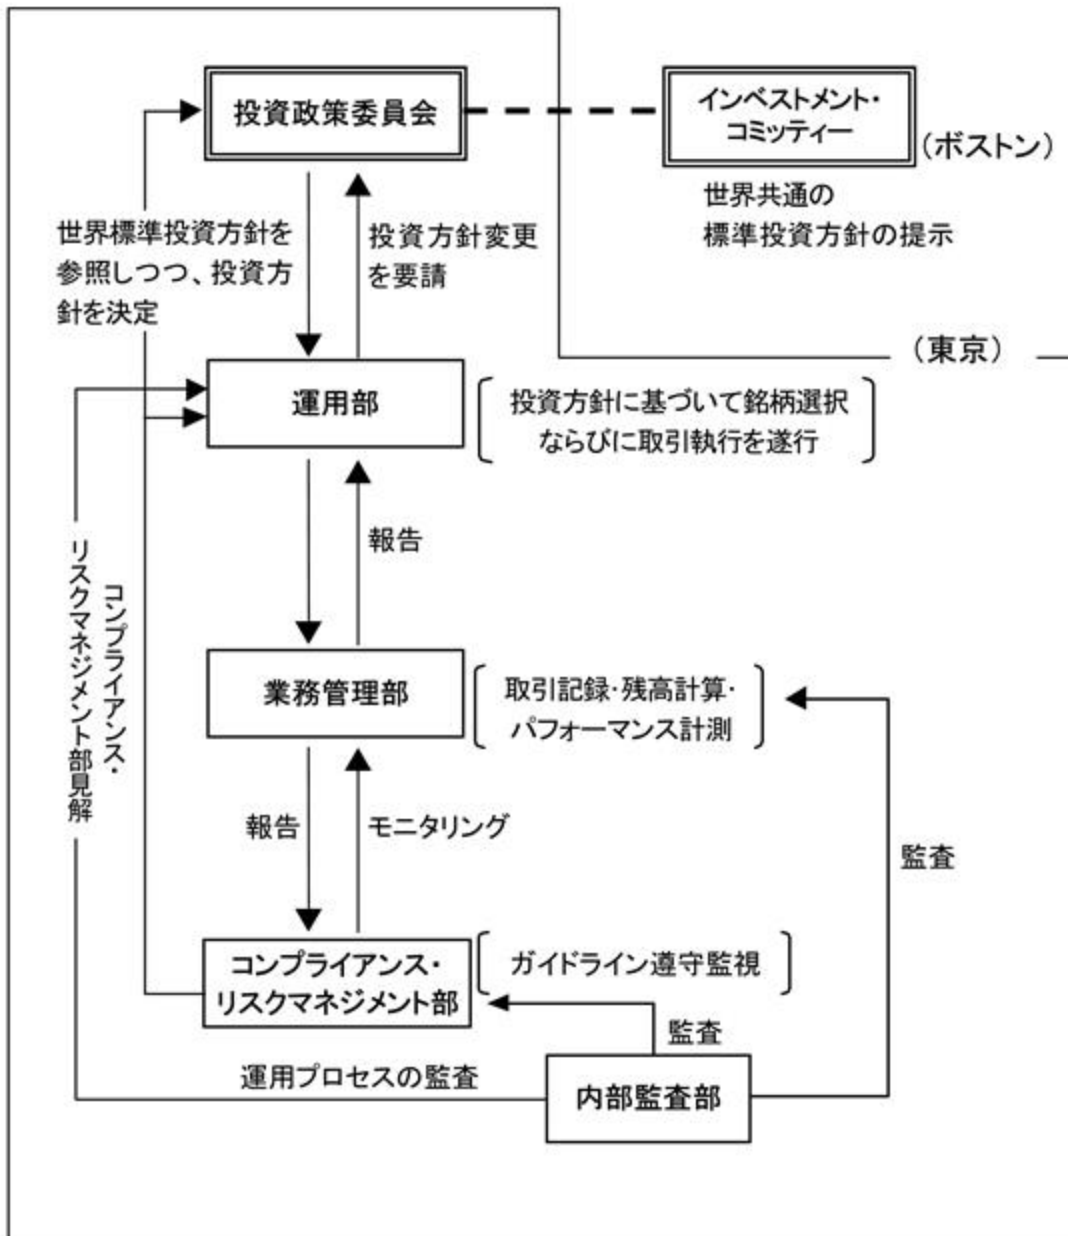 投資政策委員会
インベストメント・
コミッティー
（ボストン）
世界共通の
標準投資方針の提示
世界標準投資方針を
参照しつつ、投資方
針を決定
投資方針変更
を要請
（東京）
運用部
投資方針に基づいて銘柄選択
ならびに取引執行を遂行
報告
コンプライアンス・
リスクマネジメント部見解
業務管理部
取引記録・残高計算・
パフォーマンス計測
報告
モニタリング
監査
コンプライアンス・
リスクマネジメント部
ガイドライン遵守監視
監査
運用プロセスの監査
内部監査部